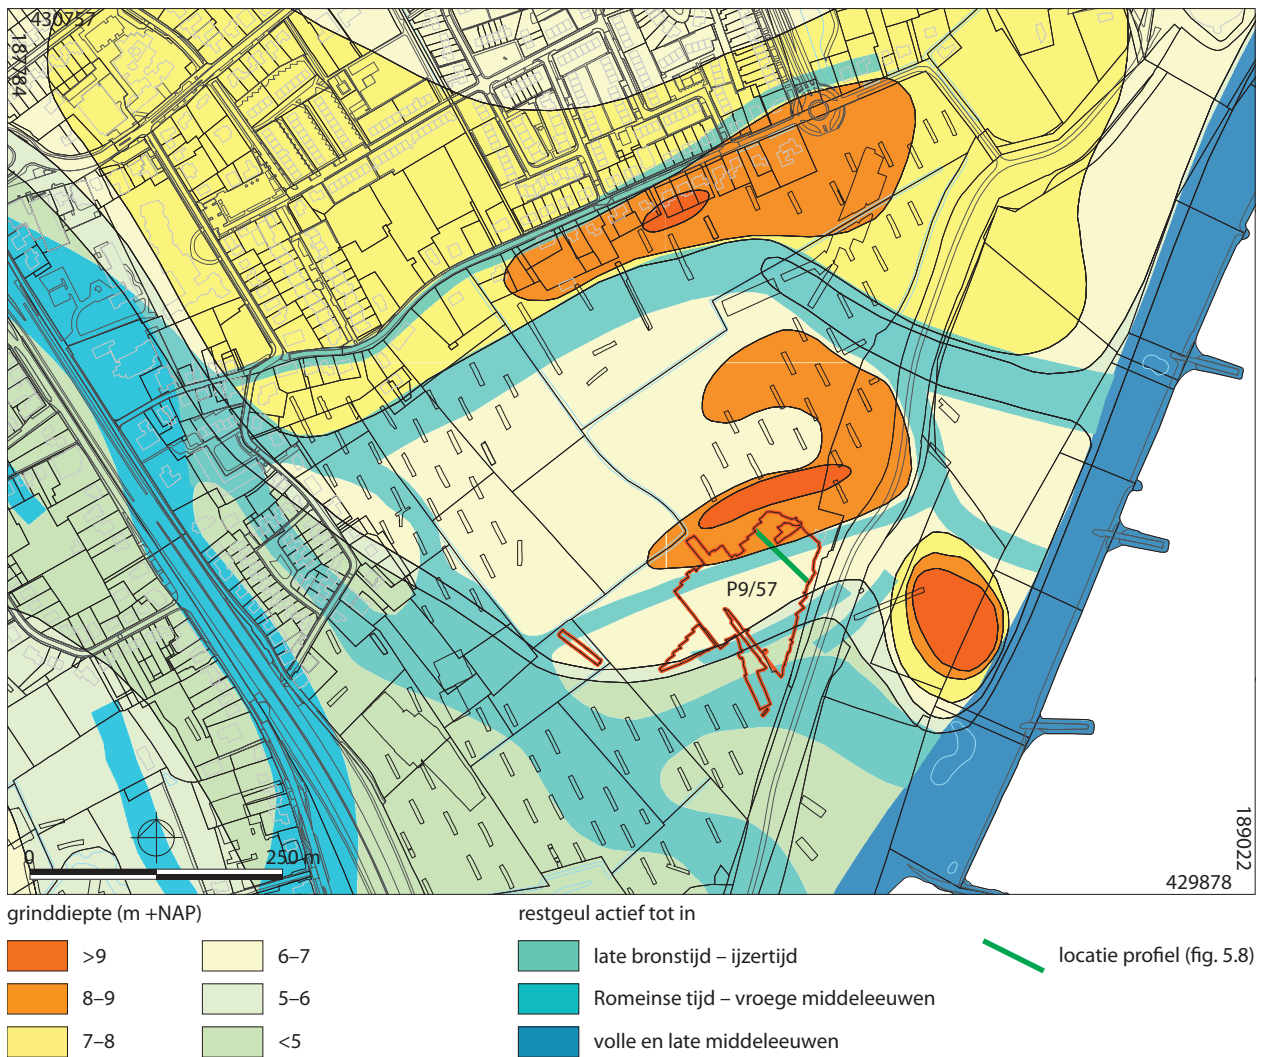 430757
187784
P9/57
0
250 m
189022
429878
grinddiepte (m +NAP)
>9
8–9
7–8
6–7
5–6
<5
restgeul actief tot in
late bronstijd – ijzertijd
Romeinse tijd – vroege middeleeuwen
volle en late middeleeuwen
locatie profiel (fig. 5.8)